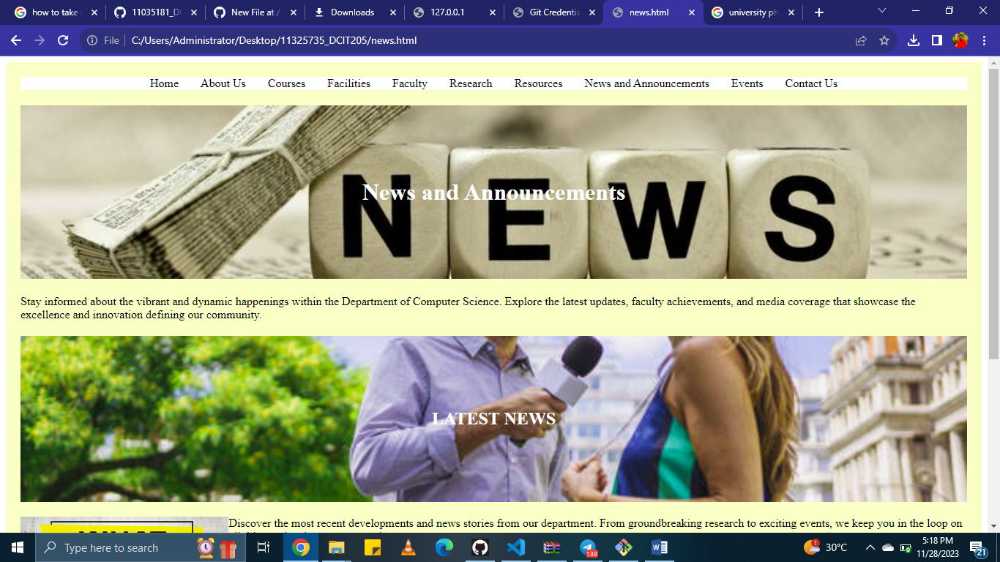 how to take
11035181_D
New File at /
Downloads
127.0.0.1
Git Credentia
news.html
university ph
File
C:/Users/Administrator/Desktop/11325735_DCIT205/news.html
Home About Us Courses Facilities Faculty Research Resources News and Announcements Events Contact Us
NEWS
News and Announcements
Stay informed about the vibrant and dynamic happenings within the Department of Computer Science. Explore the latest updates, faculty achievements, and media coverage that showcase the
excellence and innovation defining our community.
LATEST NEWS
Discover the most recent developments and news stories from our department. From groundbreaking research to exciting events, we keep you in the loop on
Type here to search
139
1
30°C
5:18 PM
11/28/2023
21